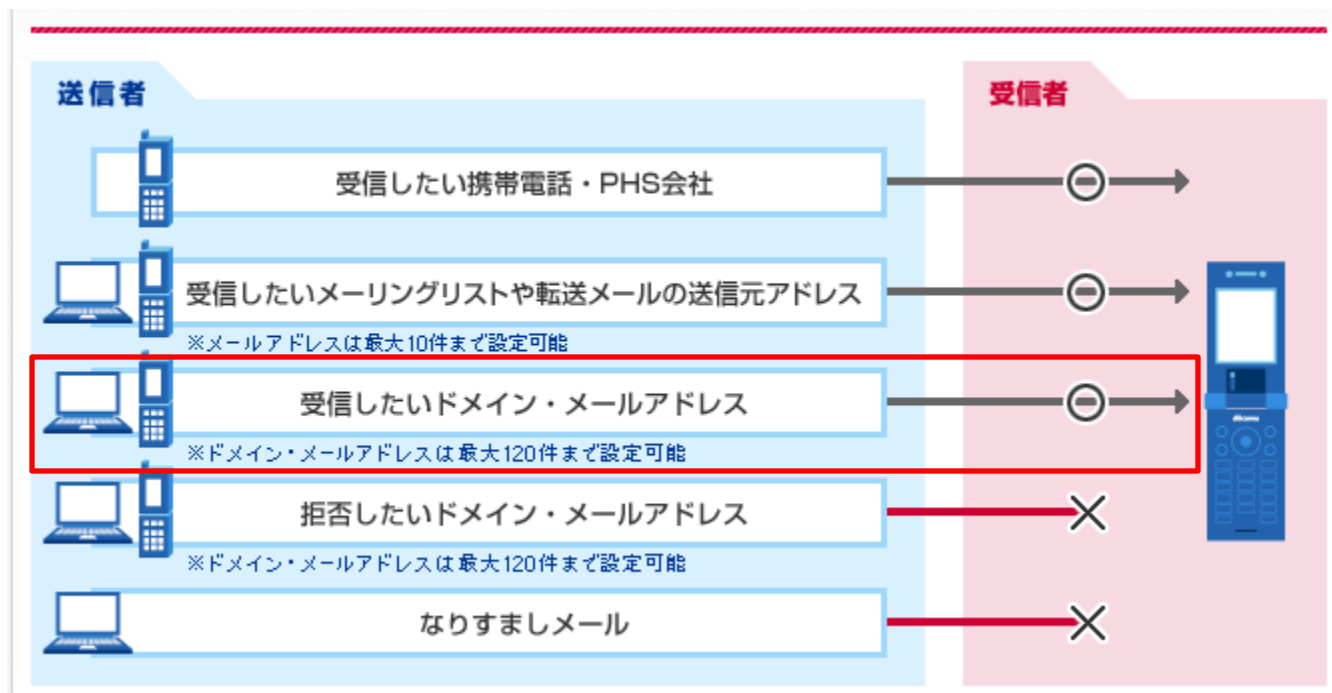 送信者
受信者
受信したい携帯電話・PHS会社
受信したいメーリングリストや転送メールの送信元アドレス
※メールアドレスは最大10件まで設定可能
受信したいドメイン・メールアドレス
※ドメイン・メールアドレスは最大120件まで設定可能
拒否したいドメイン・メールアドレス
※ドメイン・メールアドレスは最大120件まで設定可能
なりすましメール